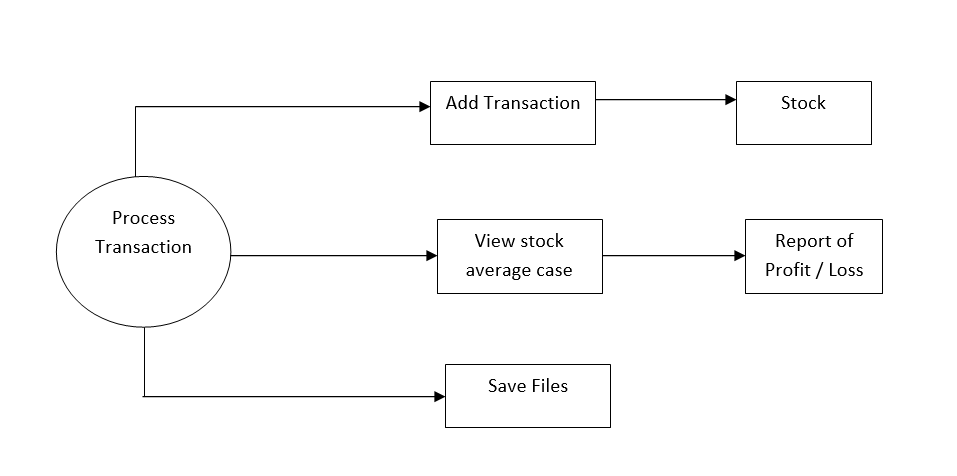 Add Transaction
Stock
Process
Transaction
View stock
average case
Report of
Profit / Loss
Save Files